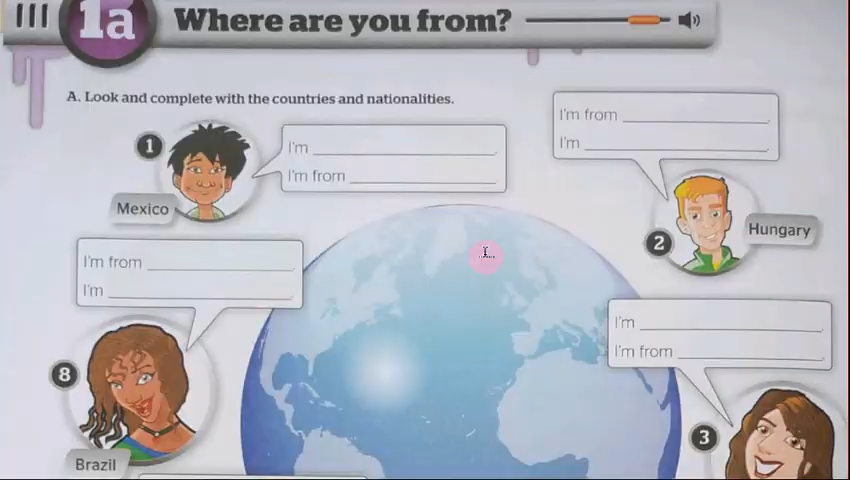 III 1a Where are you from?
A. Look and complete with the countries and nationalities.
1
I'm
I'm from
Mexico
I'm from
I'm
2
Hungary
I'm from
I'm
8
Brazil
I'm
I'm from
3